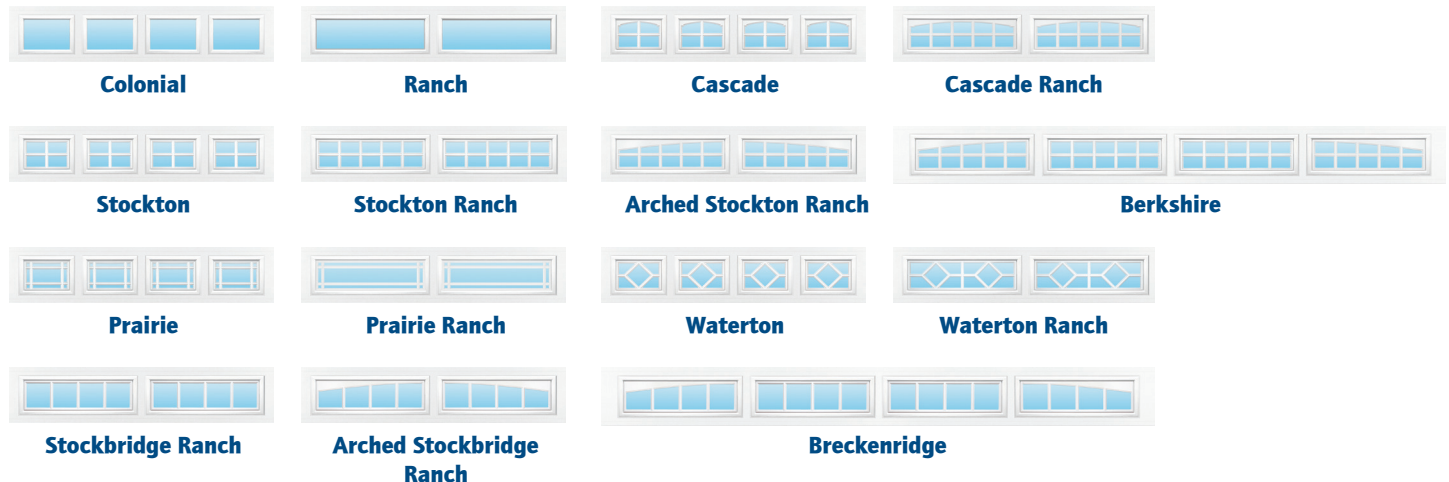 Colonial
Ranch
Cascade
Cascade Ranch
Stockton
Stockton Ranch
Arched Stockton Ranch
Berkshire
Prairie
Prairie Ranch
Waterton
Waterton Ranch
Stockbridge Ranch
Arched Stockbridge
Ranch
Breckenridge